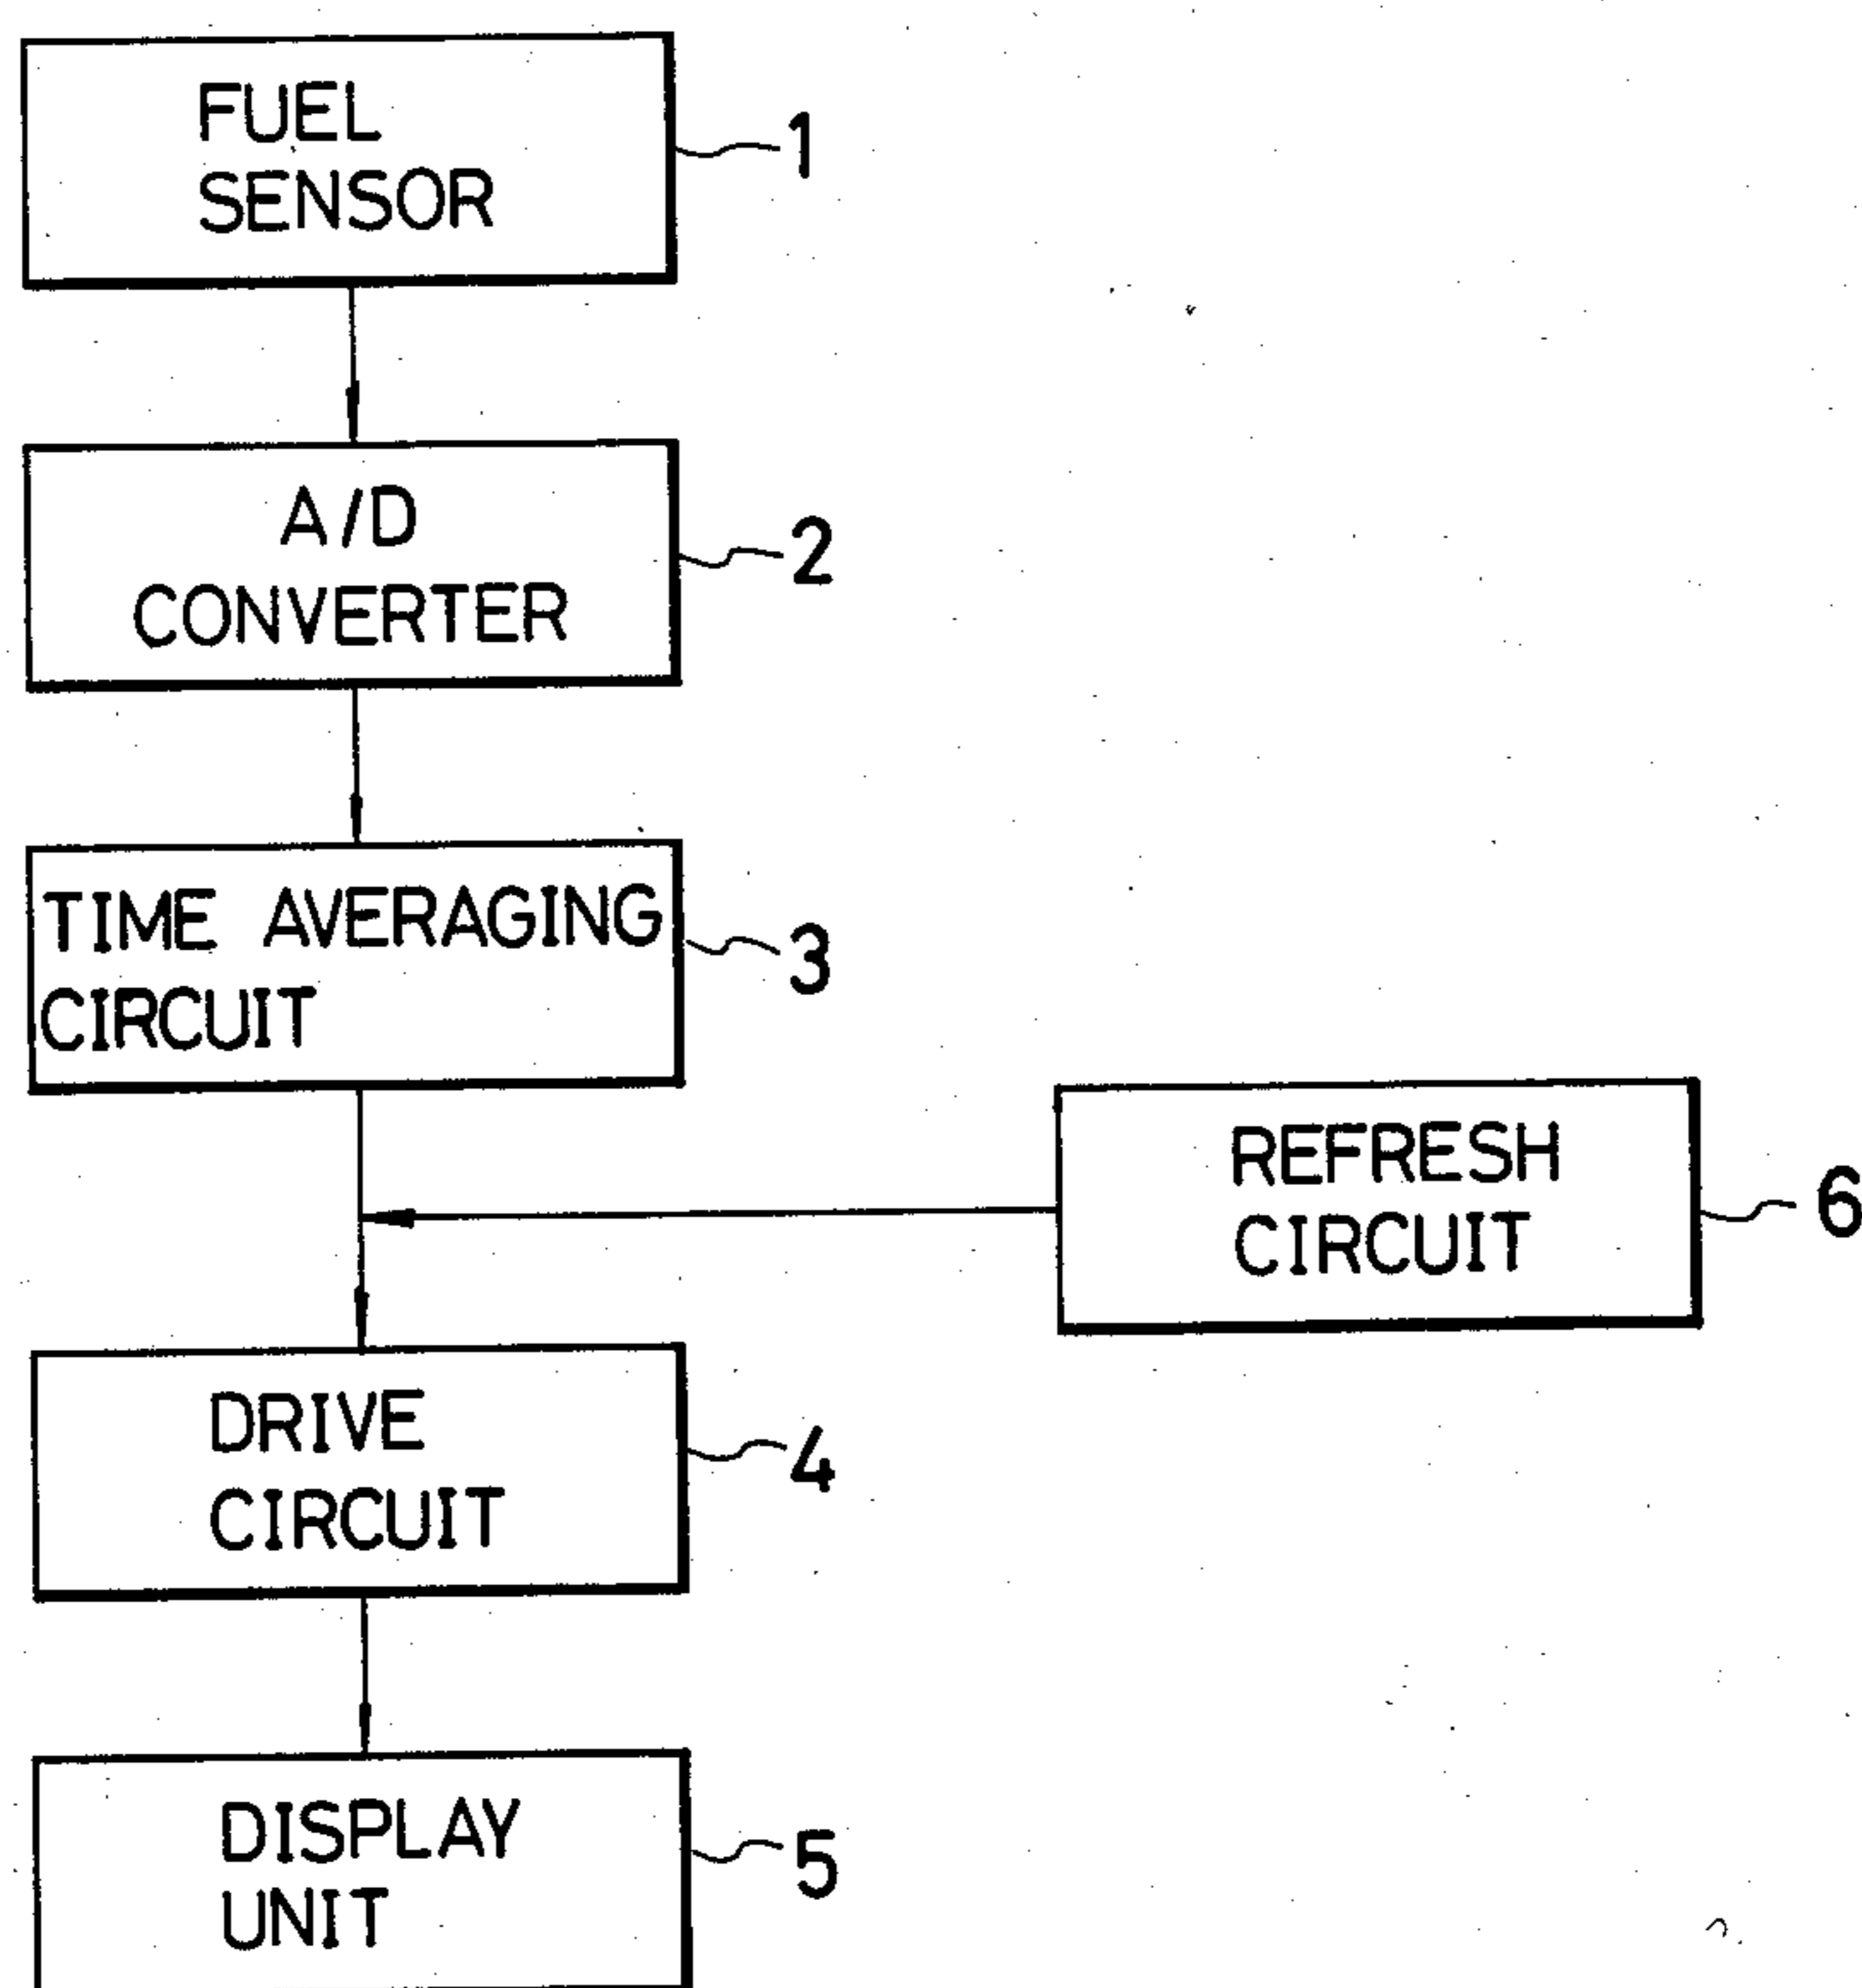 FUEL
SENSOR
1
A/D
CONVERTER
2
TIME AVERAGING
CIRCUIT
3
REFRESH
CIRCUIT
6
DRIVE
CIRCUIT
4
DISPLAY
UNIT
5